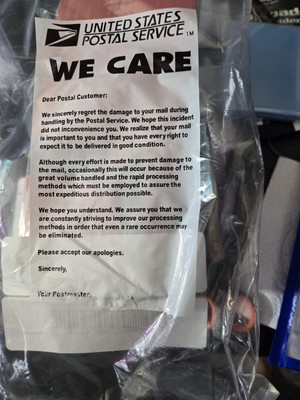 UNITED STATES
POSTAL SERVICE ™
WE CARE
Dear Postal Customer:
We sincerely regret the damage to your mail during
handling by the Postal Service. We hope this incident
did not inconvenience you. We realize that your mail
is important to you and that you have every right to
expect it to be delivered in good condition.
Although every effort is made to prevent damage to
the mail, occasionally this will occur because of the
great volume handled and the rapid processing
methods which must be employed to assure the
most expeditious distribution possible.
We hope you understand. We assure you that we
are constantly striving to improve our processing
methods in order that even a rare occurrence may
be eliminated.
Please accept our apologies.
Sincerely,
Your Postmaster